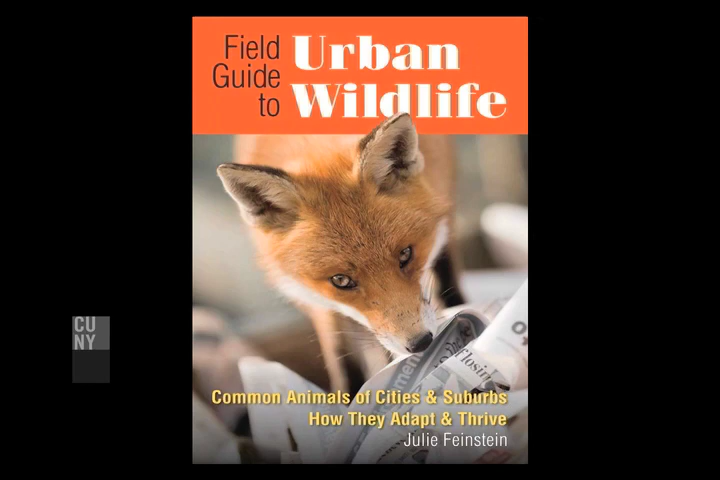 Field
Guide
to
Urban
Wildlife
Common Animals of Cities & Suburbs
How They Adapt & Thrive
Julie Feinstein
CU
NY